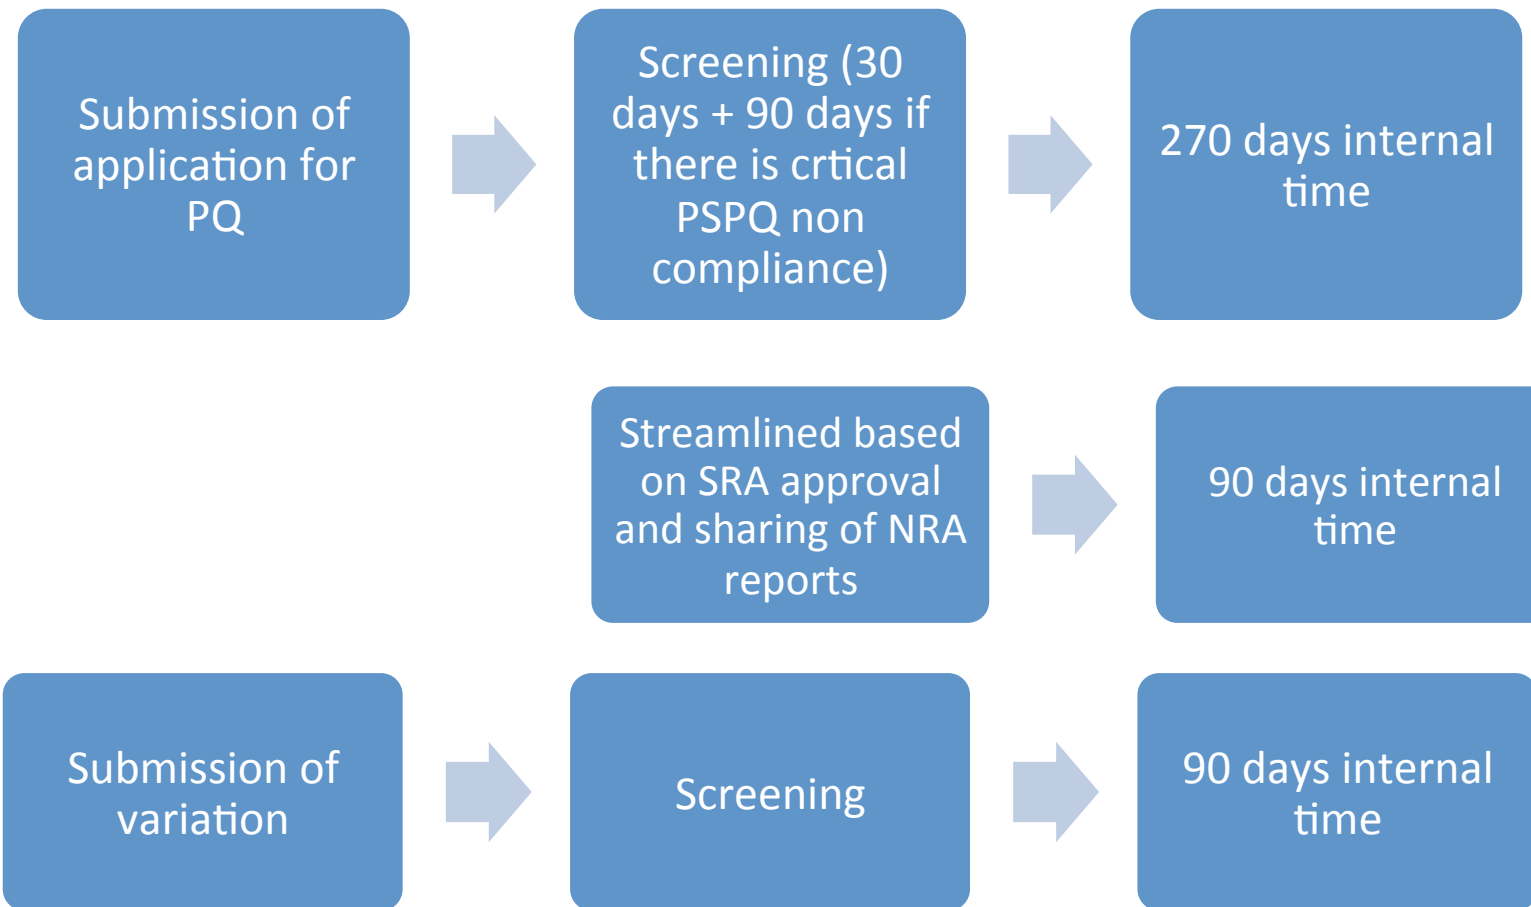 Submission of
application for
PQ
Screening (30
days + 90 days if
there is crtical
PSPQ non
compliance)
270 days internal
time
Streamlined based
on SRA approval
and sharing of NRA
reports
90 days internal
time
Submission of
variation
Screening
90 days internal
time